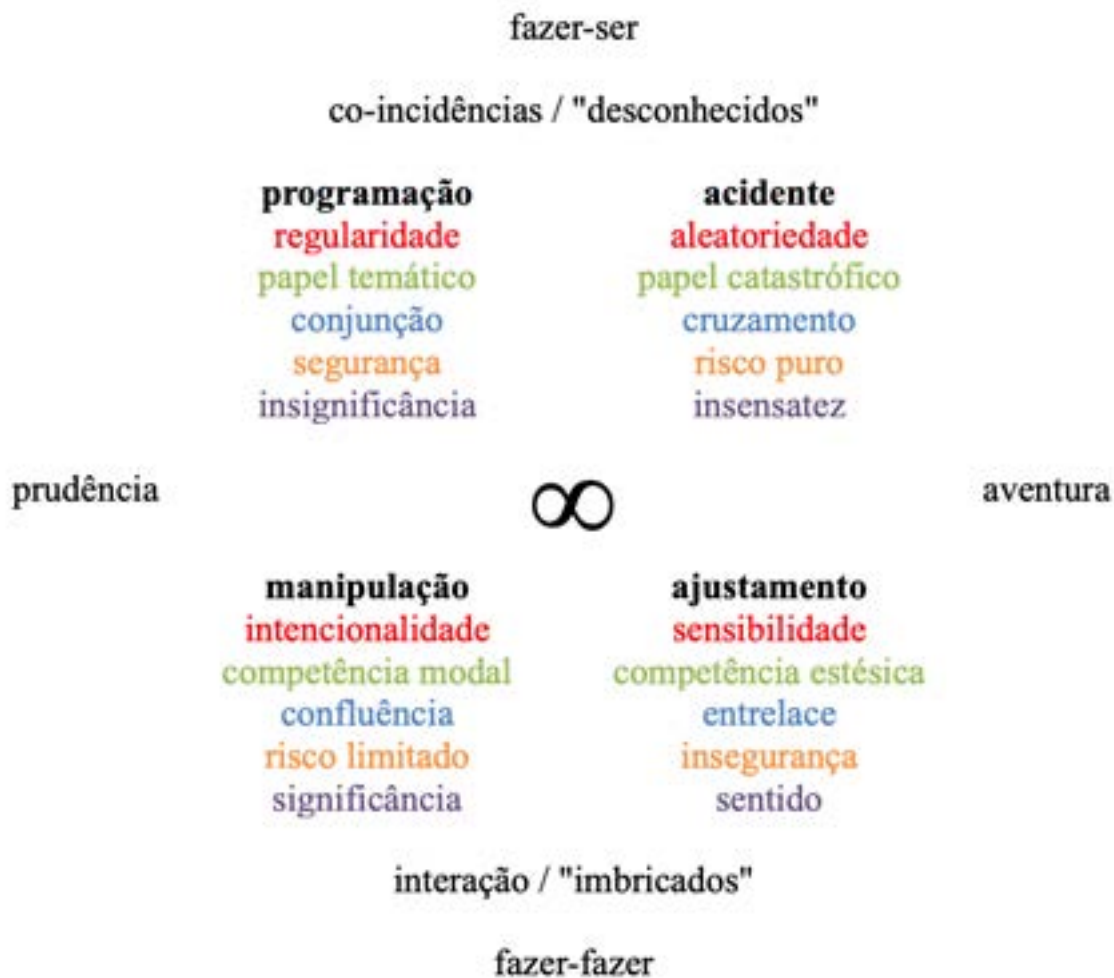 fazer-ser
co-incidências / "desconhecidos"
programação
regularidade
papel temático
conjunção
segurança
insignificância
acidente
aleatoriedade
papel catastrófico
cruzamento
risco puro
insensatez
prudência
∞
aventura
manipulação
intencionalidade
competência modal
confluência
risco limitado
significância
ajustamento
sensibilidade
competência estésica
entrelace
insegurança
sentido
interação / "imbricados"
fazer-fazer